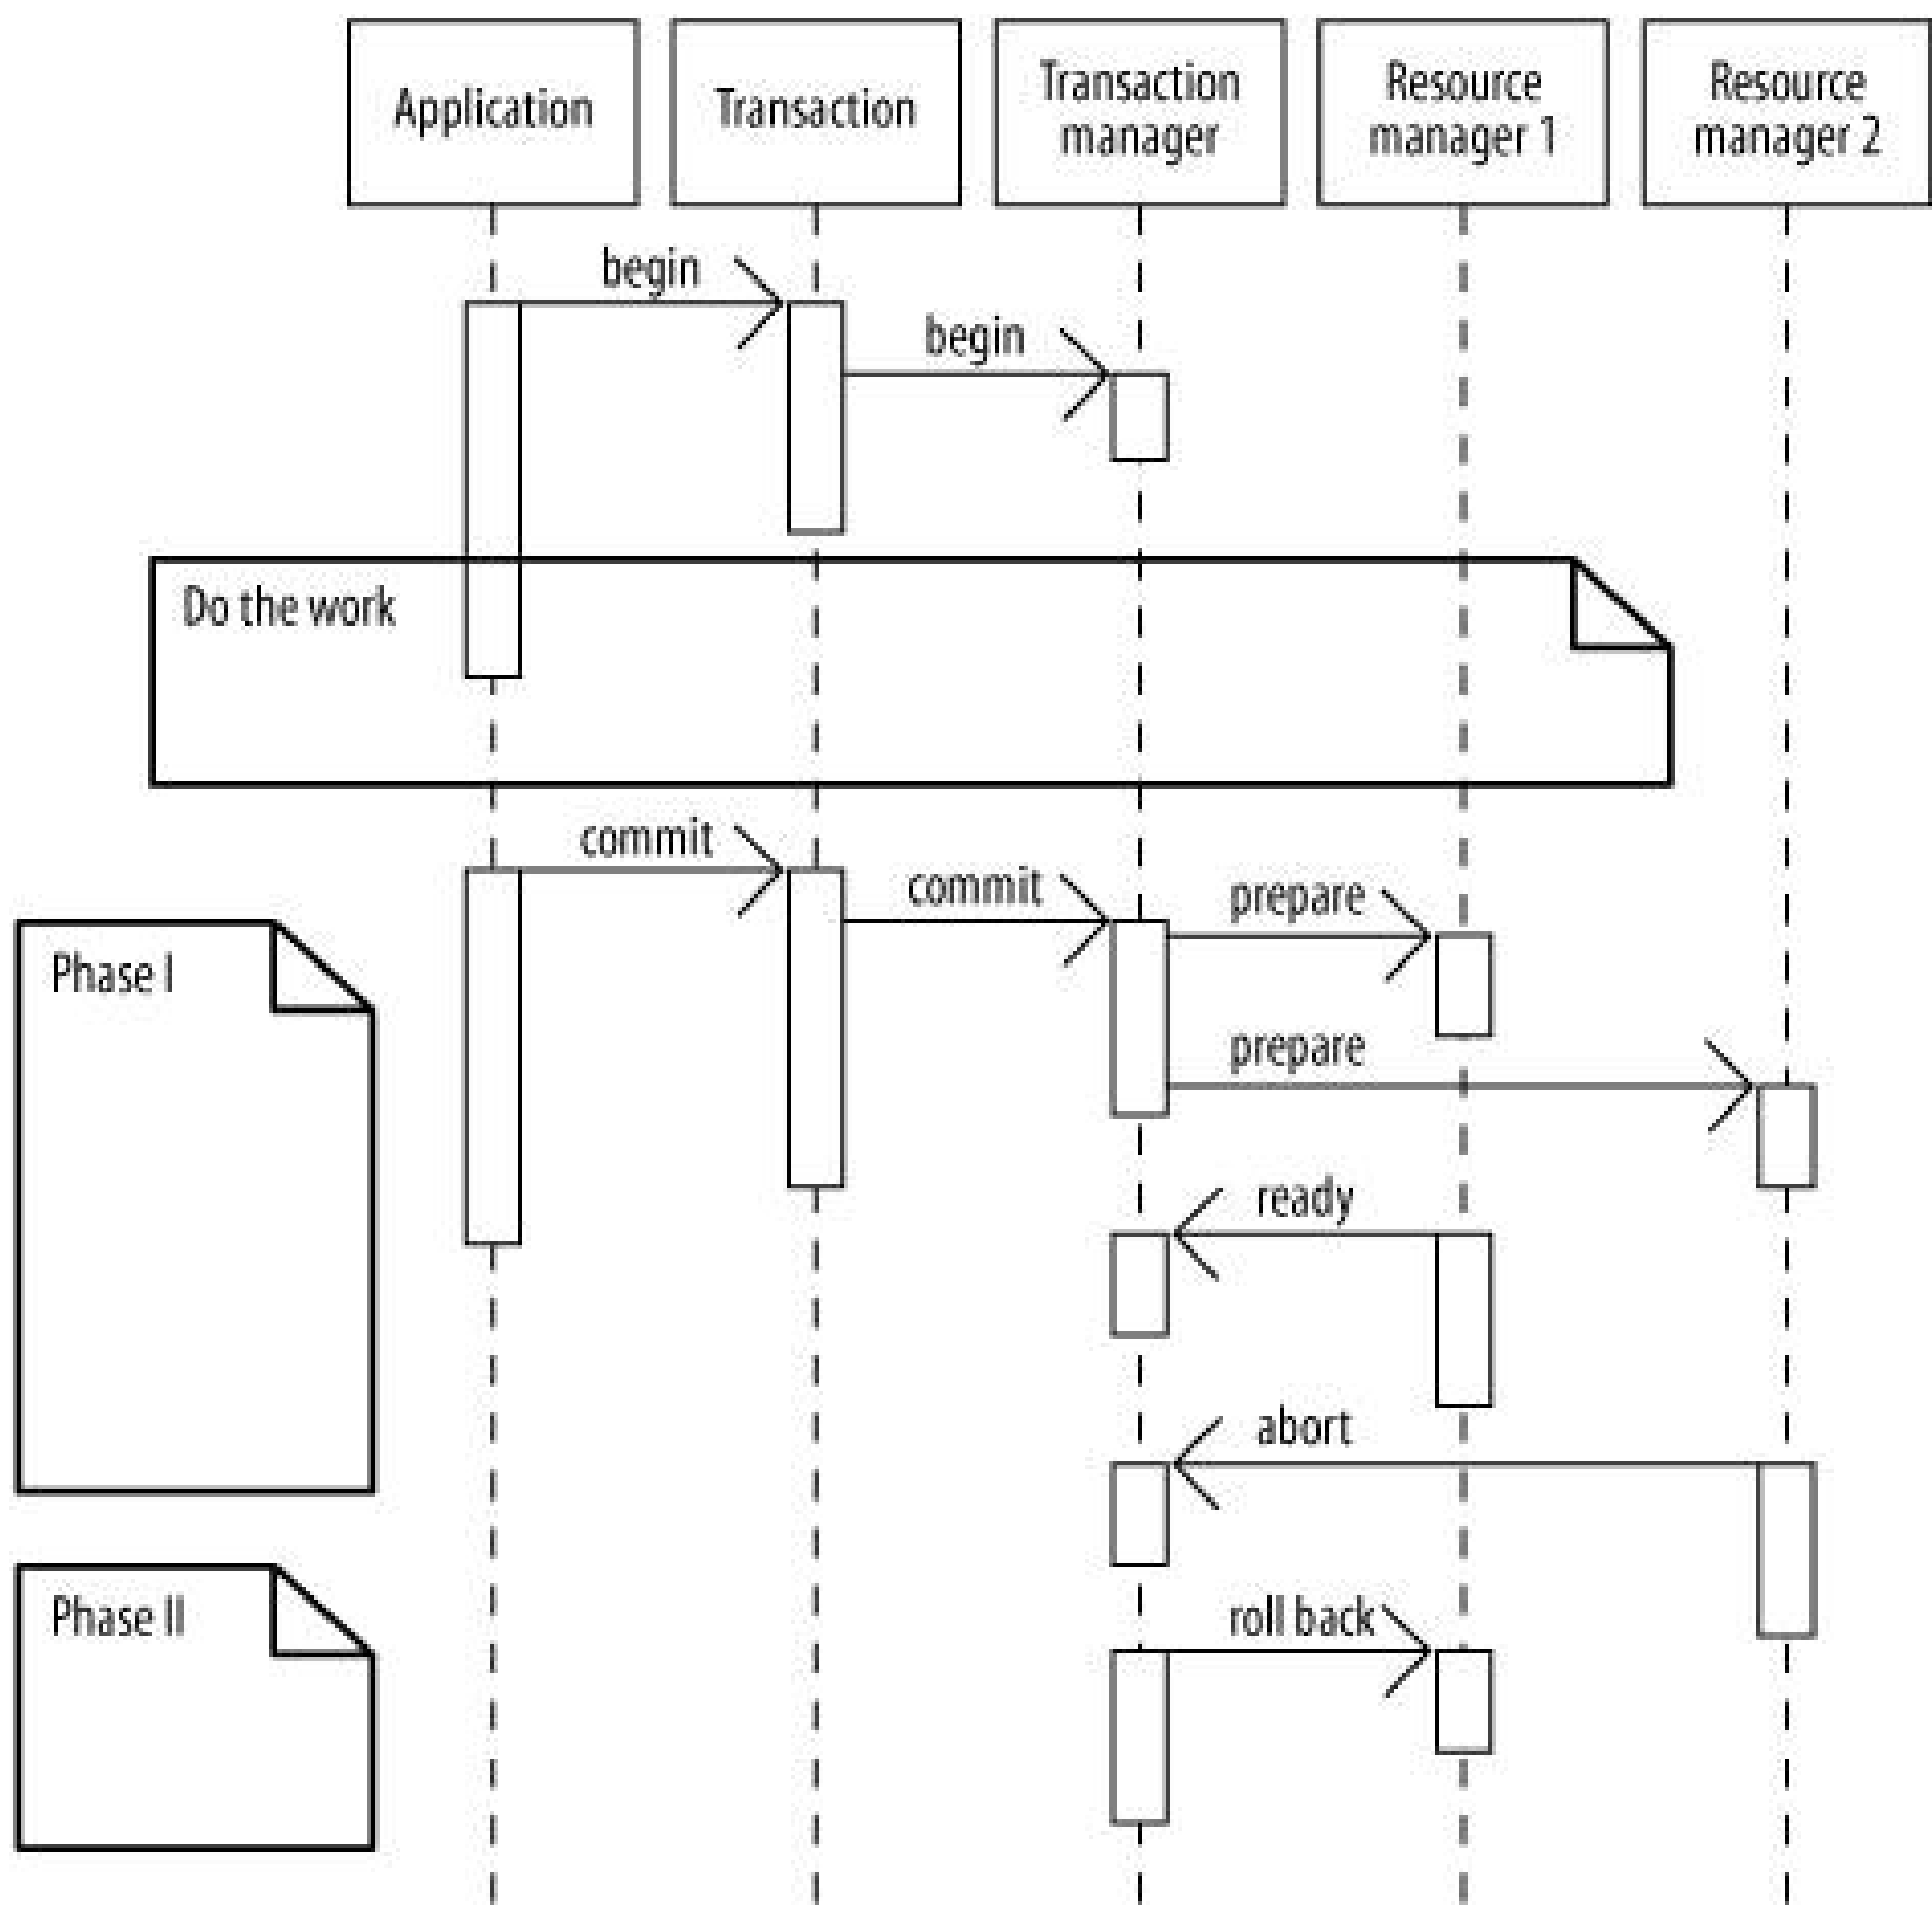 Application
Transaction
Transaction
manager
Resource
manager 1
Resource
manager 2
begin
begin
Do the work
commit
commit
prepare
Phase I
prepare
ready
abort
Phase II
roll back